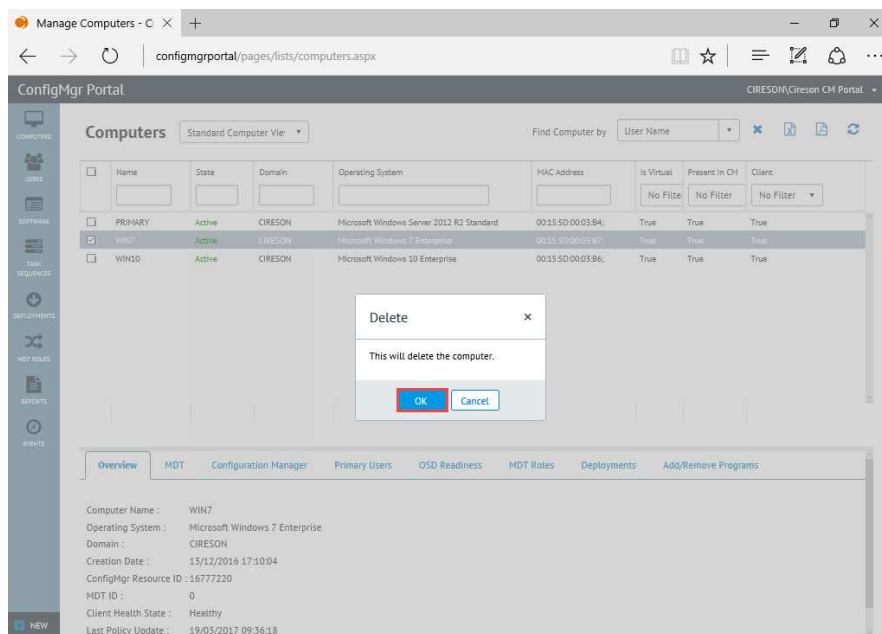 Manage Computers - Ci
configmgrportal/pages/lists/computers.aspx
ConfigMgr Portal
CIRESON\Cireson CM Portal
COMPUTERS
USERS
SOFTWARE
TASK SEQUENCES
DEPLOYMENTS
MDT ROLES
REPORTS
EVENTS
NEW
Computers
Standard Computer Vie
Find Computer by
User Name
Name State Domain Operating System MAC Address Is Virtual Present In CM Client
No Filte No Filter No Filter
PRIMARY Active CIRESON Microsoft Windows Server 2012 R2 Standard 00:15:5D:00:03:B4; True True True
WIN7 Active CIRESON Microsoft Windows 7 Enterprise 00:15:5D:00:03:B7; True True True
WIN10 Active CIRESON Microsoft Windows 10 Enterprise 00:15:5D:00:03:B6; True True True
Delete
This will delete the computer.
OK Cancel
Overview MDT Configuration Manager Primary Users OSD Readiness MDT Roles Deployments Add/Remove Programs
Computer Name : WIN7
Operating System : Microsoft Windows 7 Enterprise
Domain : CIRESON
Creation Date : 13/12/2016 17:10:04
ConfigMgr Resource ID : 16777220
MDT ID : 0
Client Health State : Healthy
Last Policy Update : 19/03/2017 09:36:18